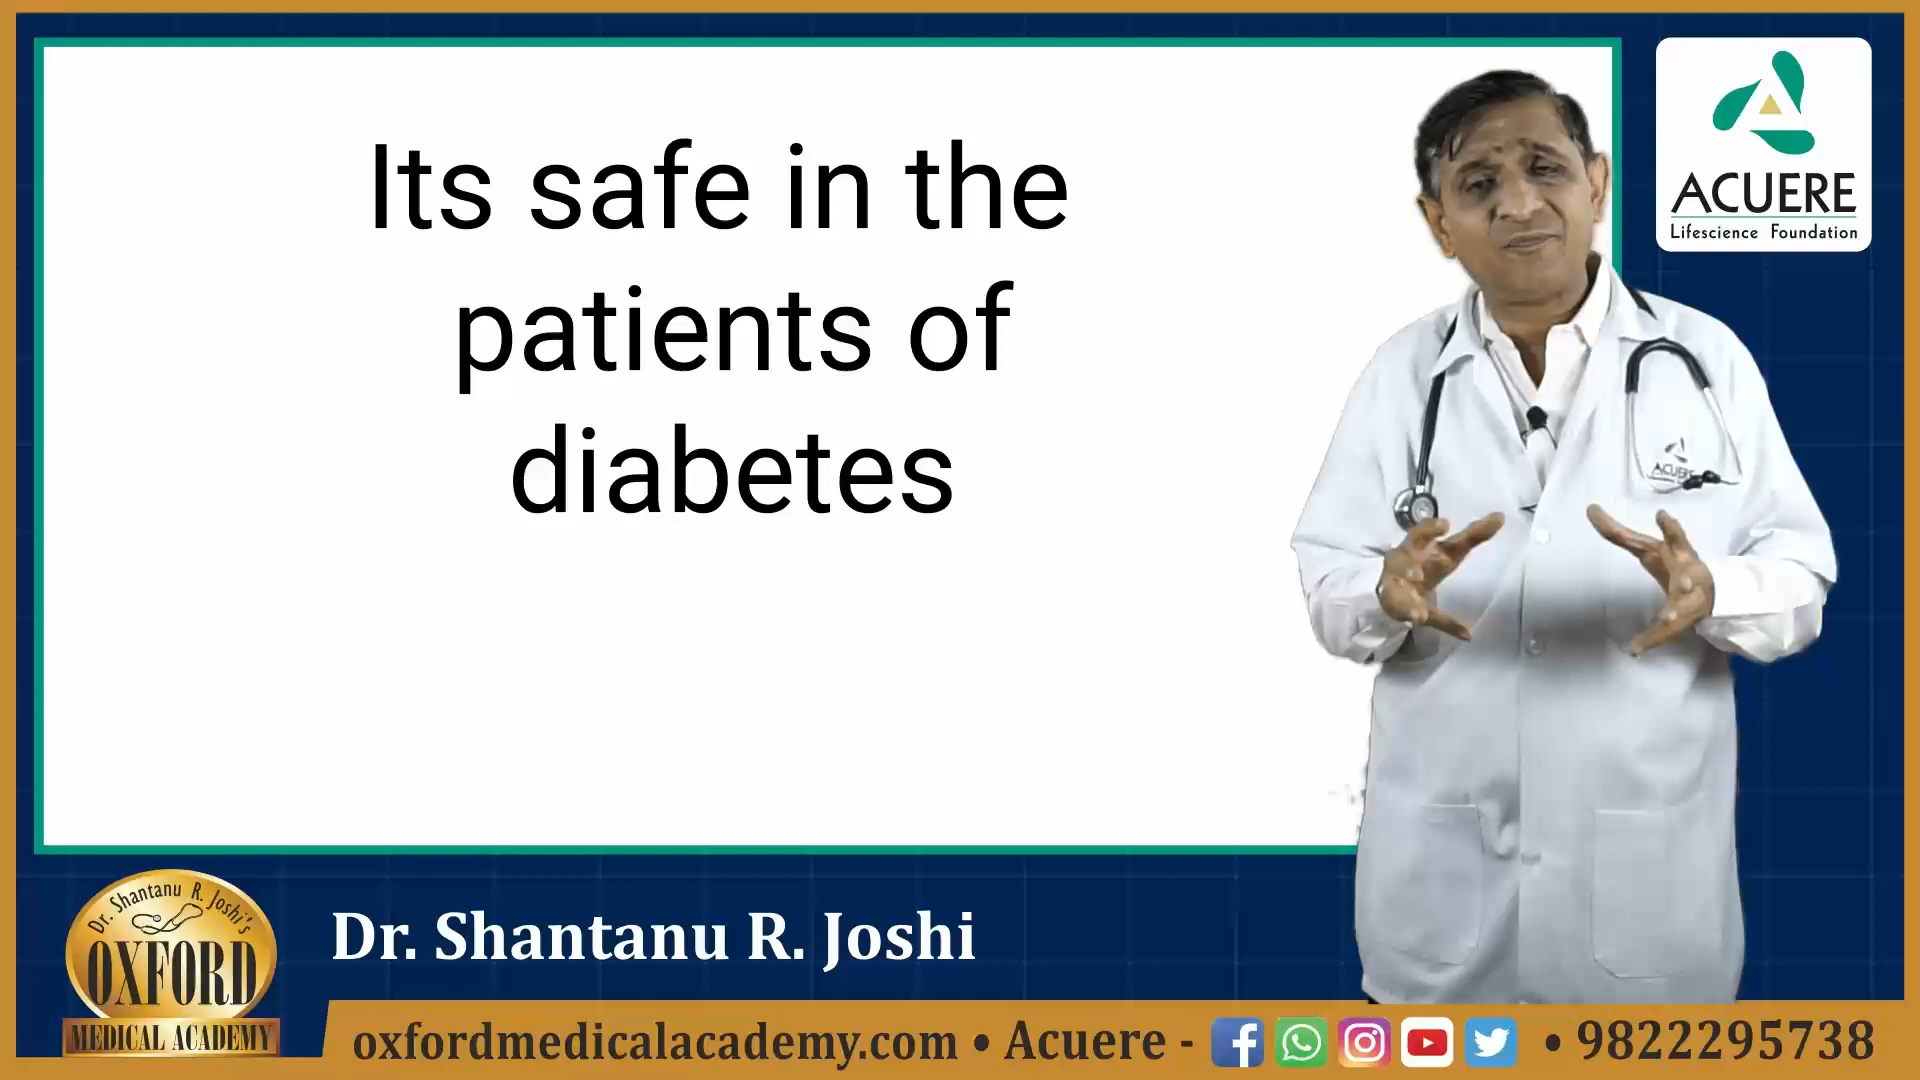 Its safe in the
patients of
diabetes
ACUERE
Lifescience Foundation
ACUERE
Dr. Shantanu R. Joshi's
OXFORD
MEDICAL ACADEMY
Dr. Shantanu R. Joshi
oxfordmedicalacademy.com • Acuere - • 9822295738